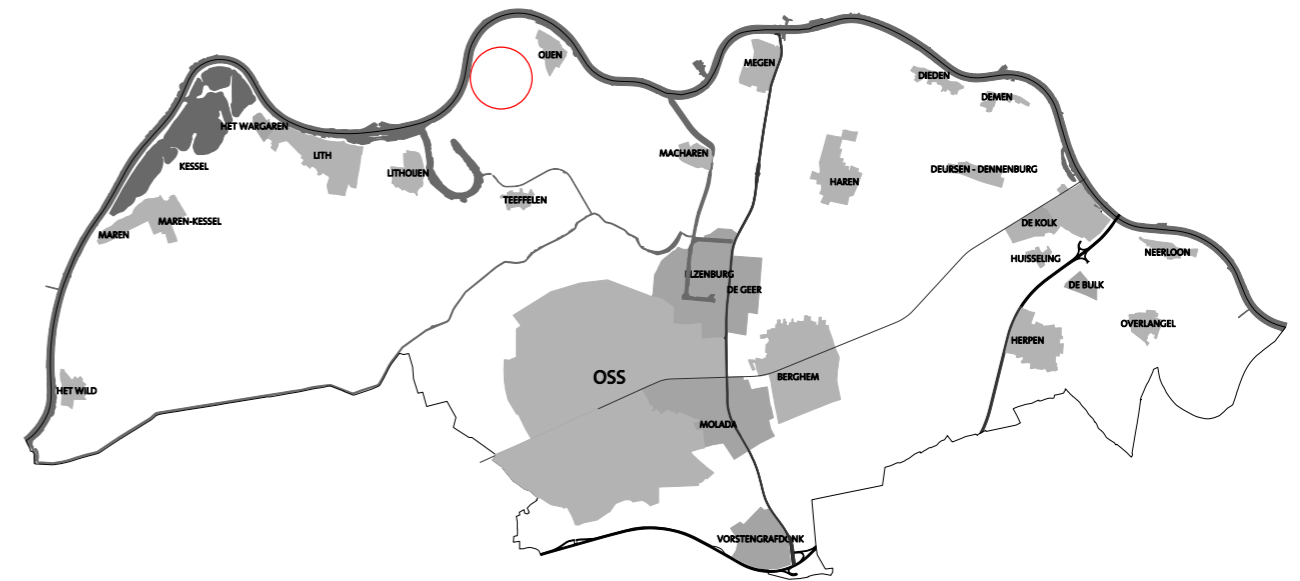 OIJEN
MEGEN
DIEDEN
DEMEN
HET WARGAREN
LITH
KESSEL
LITHOIJEN
MACHAREN
HAREN
DEURSEN - DENNENBURG
TEEFFELEN
MAREN-KESSEL
MAREN
DE KOLK
NEERLOON
HUISSELING
ELZENBURG
DE GEER
DE BULK
OVERLANGEL
HERPEN
OSS
BERGHEM
HET WILD
MOLADA
VORSTENGRAFDONK